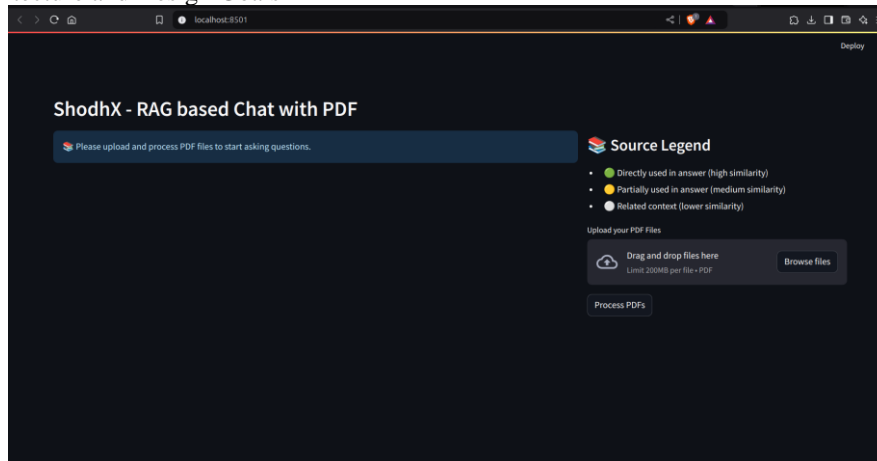 localhost:8501
Deploy
ShodhX - RAG based Chat with PDF
📚 Please upload and process PDF files to start asking questions.
📚 Source Legend
• 🟢 Directly used in answer (high similarity)
• 🟡 Partially used in answer (medium similarity)
• ⚪ Related context (lower similarity)
Upload your PDF Files
Drag and drop files here
Limit 200MB per file • PDF
Browse files
Process PDFs